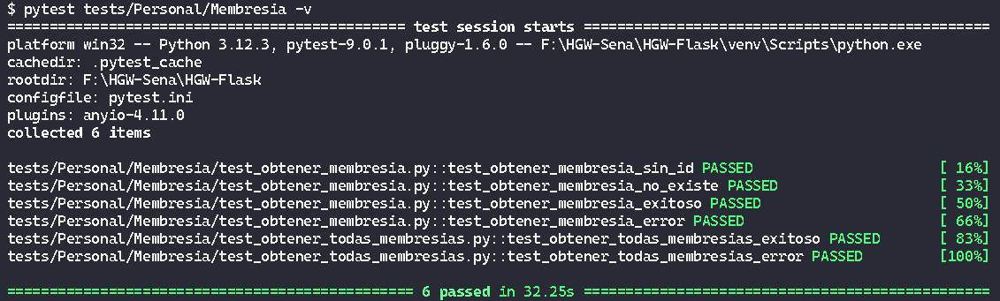 $ pytest tests/Personal/Membresia -v
================================================ test session starts ================================================
platform win32 -- Python 3.12.3, pytest-9.0.1, pluggy-1.6.0 -- F:\HGW-Sena\HGW-Flask\venv\Scripts\python.exe
cachedir: .pytest_cache
rootdir: F:\HGW-Sena\HGW-Flask
configfile: pytest.ini
plugins: anyio-4.11.0
collected 6 items
tests/Personal/Membresia/test_obtener_membresia.py::test_obtener_membresia_sin_id PASSED [ 16%]
tests/Personal/Membresia/test_obtener_membresia.py::test_obtener_membresia_no_existe PASSED [ 33%]
tests/Personal/Membresia/test_obtener_membresia.py::test_obtener_membresia_exitoso PASSED [ 50%]
tests/Personal/Membresia/test_obtener_membresia.py::test_obtener_membresia_error PASSED [ 66%]
tests/Personal/Membresia/test_obtener_todas_membresias.py::test_obtener_todas_membresias_exitoso PASSED [ 83%]
tests/Personal/Membresia/test_obtener_todas_membresias.py::test_obtener_todas_membresias_error PASSED [100%]
================================================ 6 passed in 32.25s ================================================